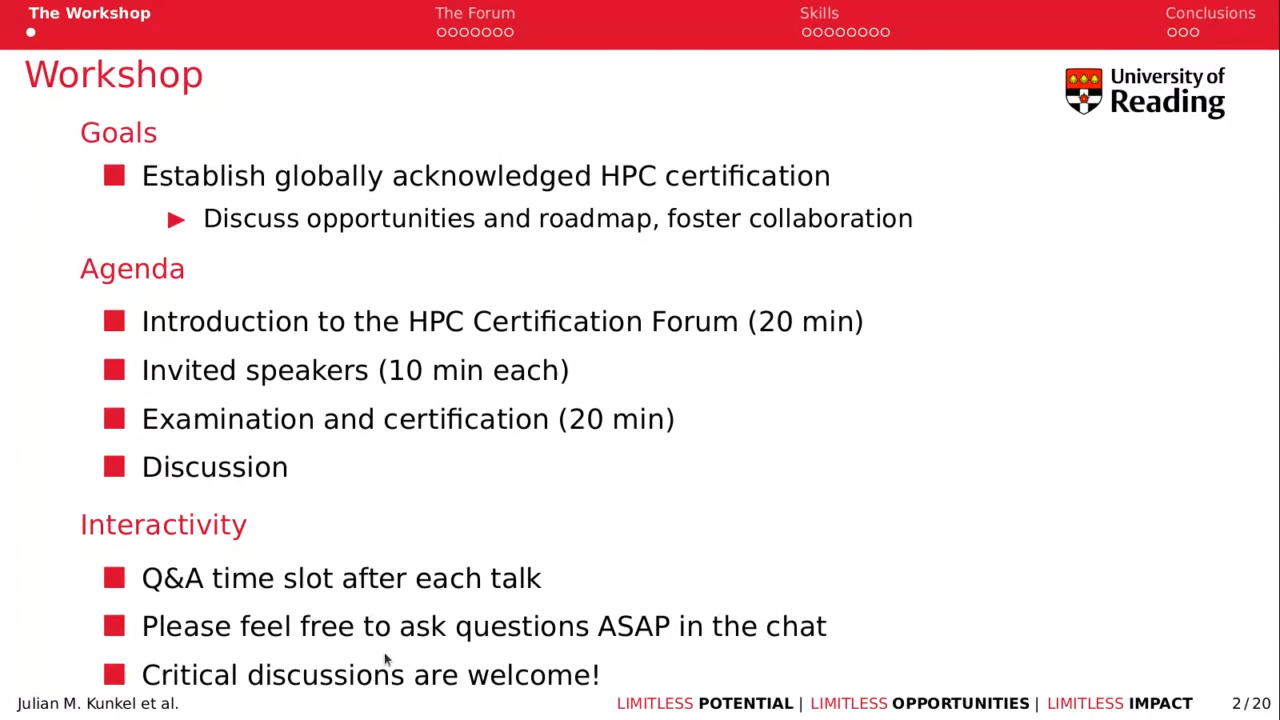 The Workshop The Forum Skills Conclusions
Workshop
University of
Reading
Goals
Establish globally acknowledged HPC certification
Discuss opportunities and roadmap, foster collaboration
Agenda
Introduction to the HPC Certification Forum (20 min)
Invited speakers (10 min each)
Examination and certification (20 min)
Discussion
Interactivity
Q&A time slot after each talk
Please feel free to ask questions ASAP in the chat
Critical discussions are welcome!
Julian M. Kunkel et al. LIMITLESS POTENTIAL | LIMITLESS OPPORTUNITIES | LIMITLESS IMPACT 2/20